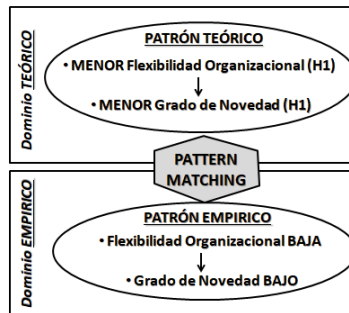 Dominio TEÓRICO
PATRÓN TEÓRICO
• MENOR Flexibilidad Organizacional (H1)
• MENOR Grado de Novedad (H1)
PATTERN
MATCHING
Dominio EMPIRICO
PATRÓN EMPIRICO
• Flexibilidad Organizacional BAJA
• Grado de Novedad BAJO